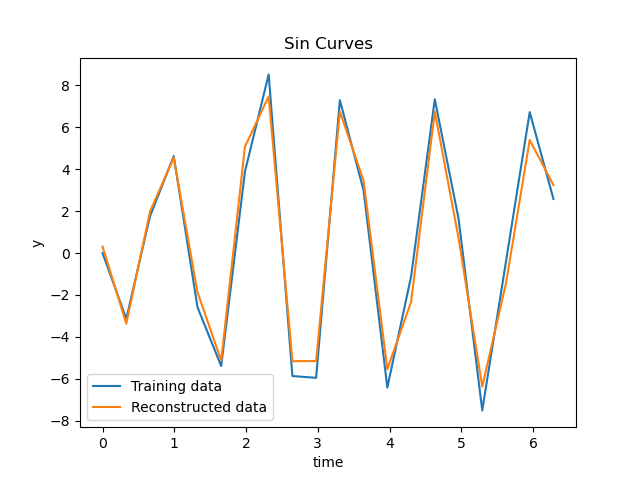 Sin Curves
y
8
6
4
2
0
−2
−4
−6
−8
Training data
Reconstructed data
0 1 2 3 4 5 6
time